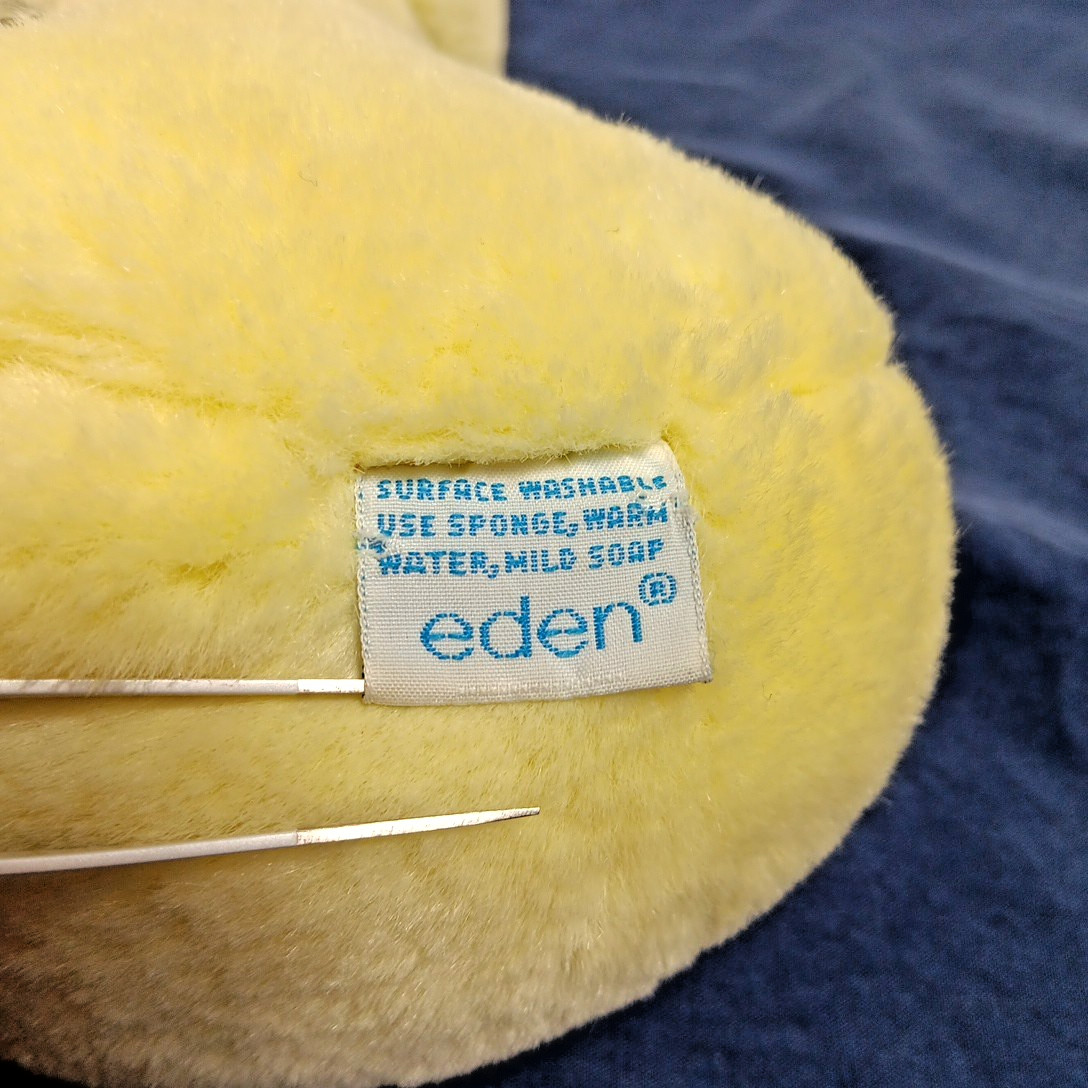 SURFACE WASHABLE
USE SPONGE, WARM
WATER, MILD SOAP
eden®